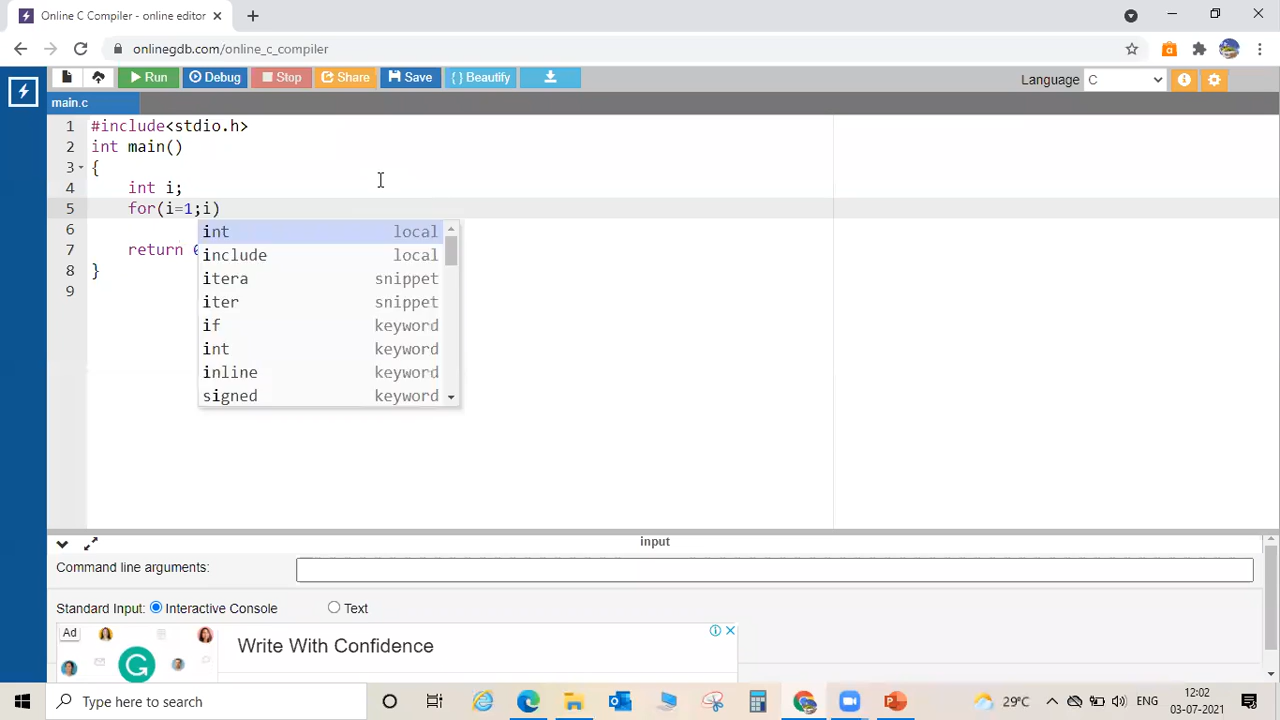 Online C Compiler - online editor
onlinegdb.com/online_c_compiler
Run Debug Stop Share Save { } Beautify Language C
main.c
1 #include<stdio.h>
2 int main()
3 {
4 int i;
5 for(i=1;i)
6
7 return
8 }
9
int local
include local
itera snippet
iter snippet
if keyword
int keyword
inline keyword
signed keyword
input
Command line arguments:
Standard Input: Interactive Console Text
Ad
G
Write With Confidence
Type here to search
29°C
ENG
12:02
03-07-2021